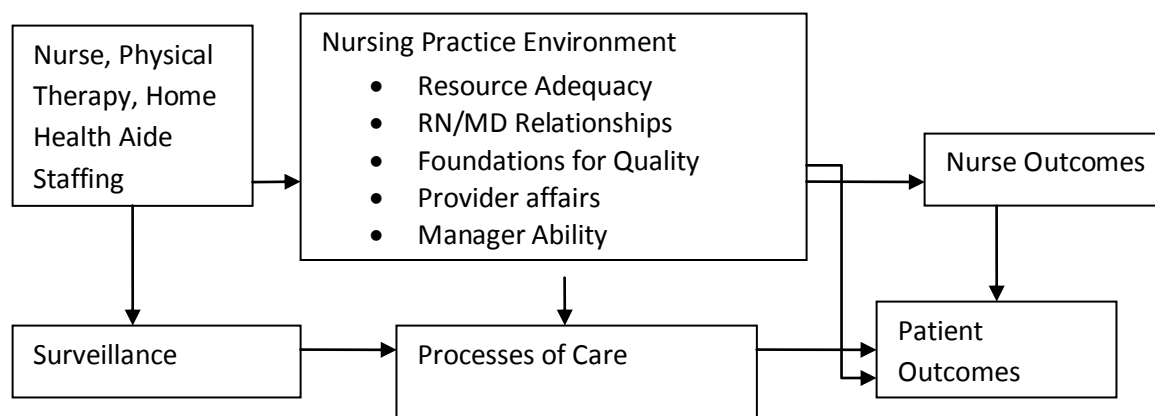 Nurse, Physical
Therapy, Home
Health Aide
Staffing
Nursing Practice Environment
• Resource Adequacy
• RN/MD Relationships
• Foundations for Quality
• Provider affairs
• Manager Ability
Nurse Outcomes
Surveillance
Processes of Care
Patient
Outcomes